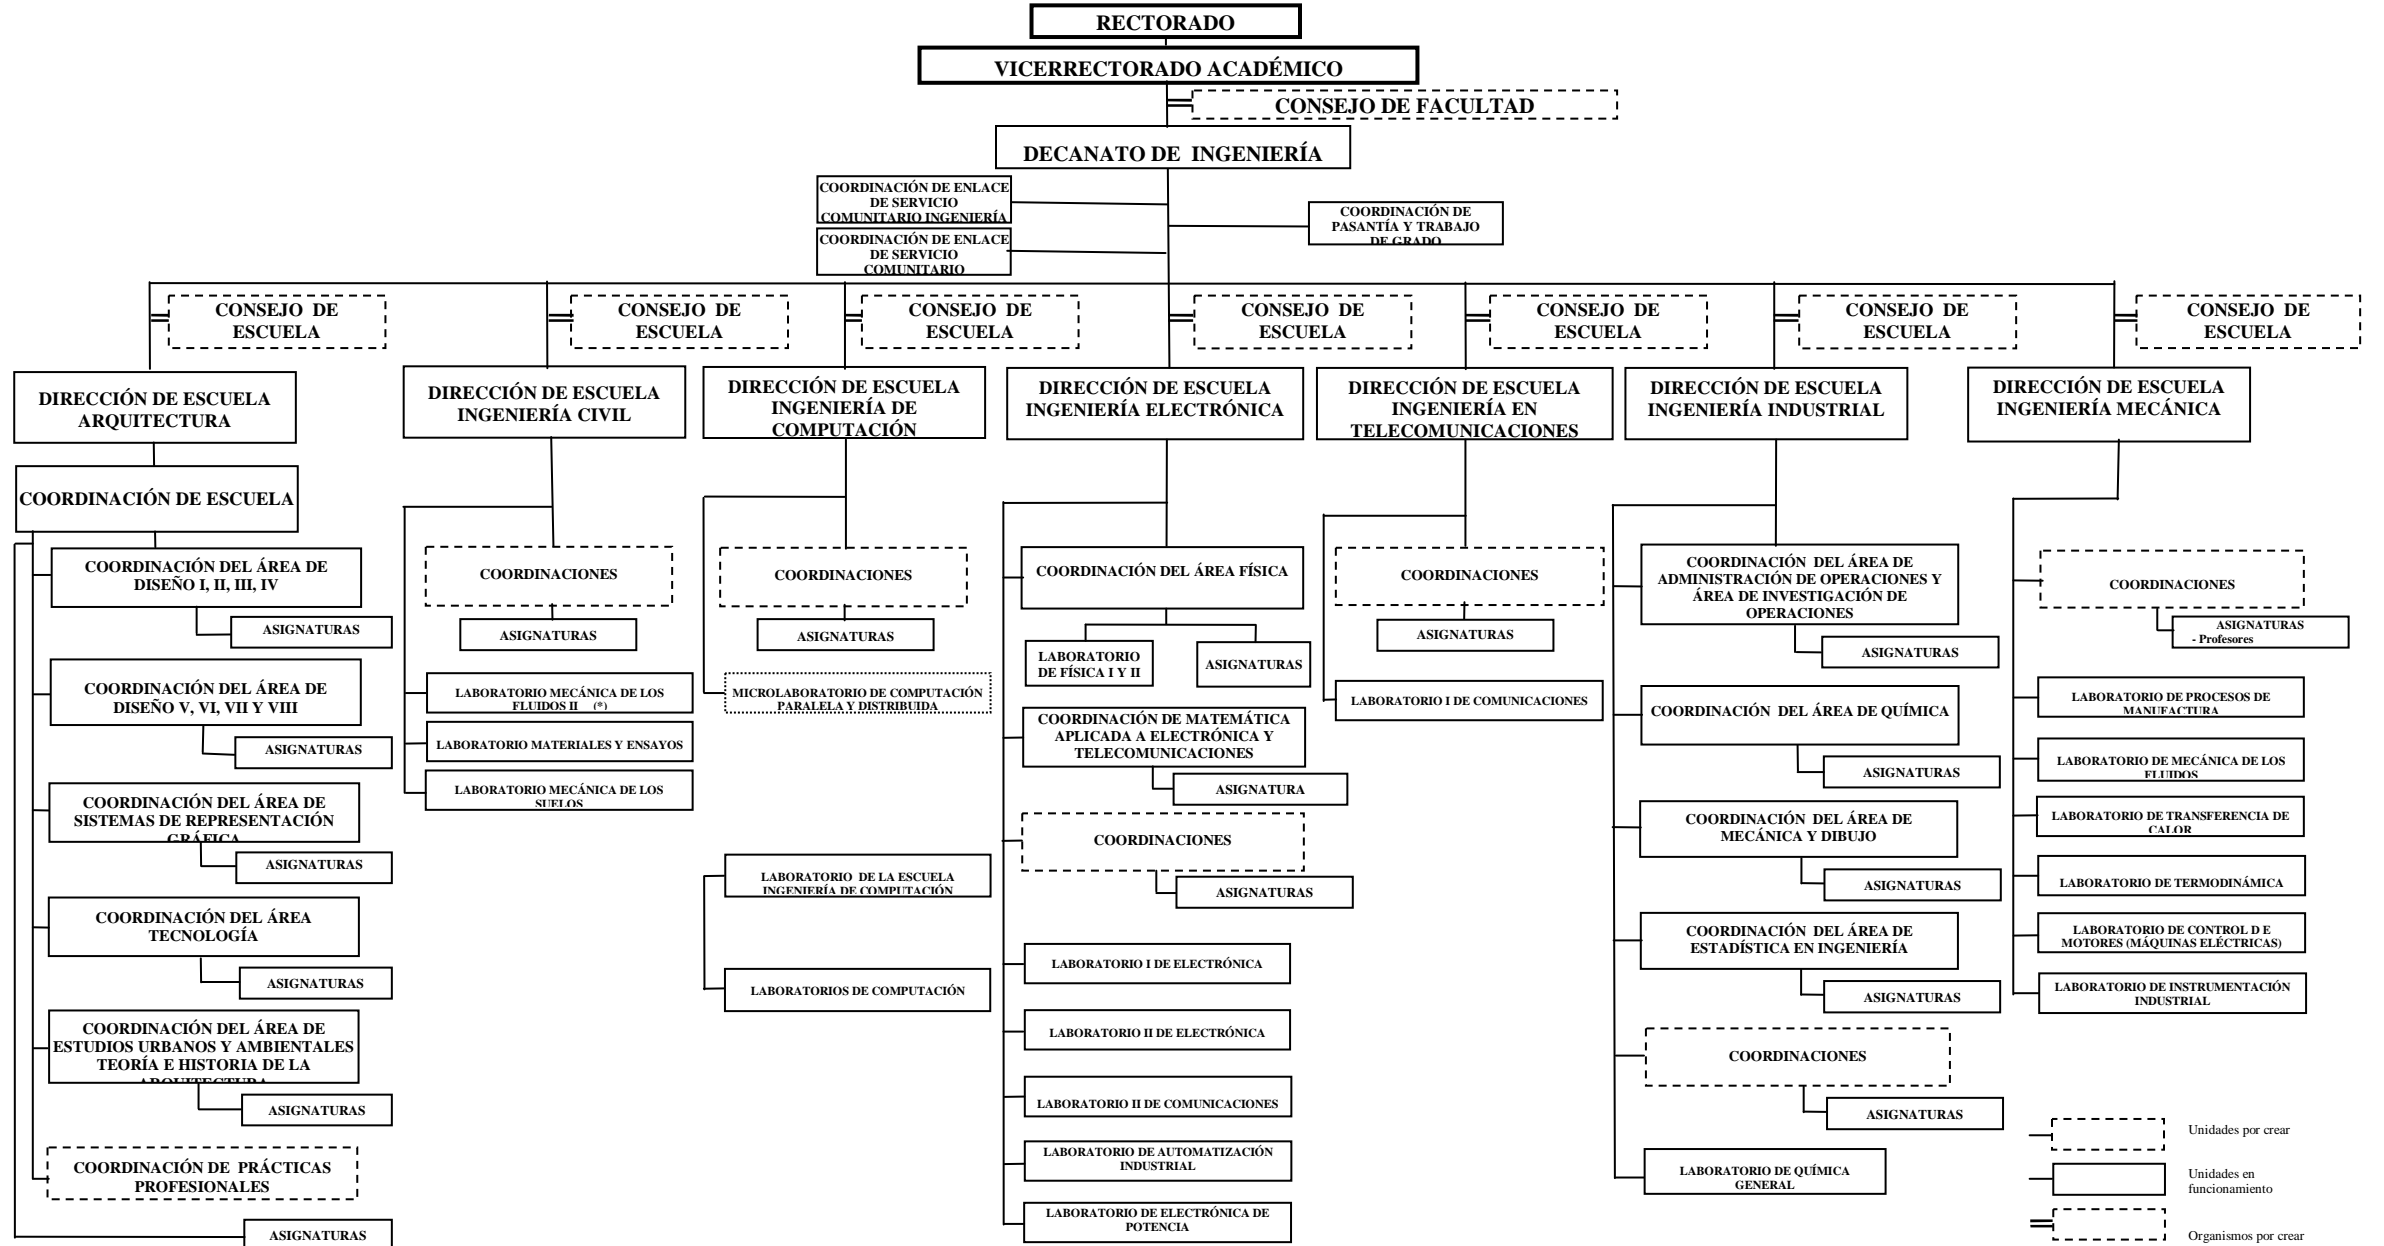 RECTORADO
VICERRECTORADO ACADÉMICO
CONSEJO DE FACULTAD
DECANATO DE  INGENIERÍA
COORDINACIÓN DE ENLACE
DE SERVICIO
COMUNITARIO INGENIERÍA
COORDINACIÓN DE
PASANTÍA Y TRABAJO
DE GRADO
COORDINACIÓN DE ENLACE
DE SERVICIO
COMUNITARIO
CONSEJO  DE
ESCUELA
CONSEJO  DE
ESCUELA
CONSEJO  DE
ESCUELA
CONSEJO  DE
ESCUELA
CONSEJO  DE
ESCUELA
CONSEJO  DE
ESCUELA
CONSEJO  DE
ESCUELA
DIRECCIÓN DE ESCUELA
ARQUITECTURA
DIRECCIÓN DE ESCUELA
INGENIERÍA CIVIL
DIRECCIÓN DE ESCUELA
INGENIERÍA DE
COMPUTACIÓN
DIRECCIÓN DE ESCUELA
INGENIERÍA ELECTRÓNICA
DIRECCIÓN DE ESCUELA
INGENIERÍA EN
TELECOMUNICACIONES
DIRECCIÓN DE ESCUELA
INGENIERÍA INDUSTRIAL
DIRECCIÓN DE ESCUELA
INGENIERÍA MECÁNICA
COORDINACIÓN DE ESCUELA
COORDINACIÓN DEL ÁREA DE
DISEÑO I, II, III, IV
ASIGNATURAS
COORDINACIÓN DEL ÁREA DE
DISEÑO V, VI, VII Y VIII
ASIGNATURAS
COORDINACIÓN DEL ÁREA DE
SISTEMAS DE REPRESENTACIÓN
GRÁFICA
ASIGNATURAS
COORDINACIÓN DEL ÁREA
TECNOLOGÍA
ASIGNATURAS
COORDINACIÓN DEL ÁREA DE
ESTUDIOS URBANOS Y AMBIENTALES
TEORÍA E HISTORIA DE LA
ARQUITECTURA
ASIGNATURAS
COORDINACIÓN DE  PRÁCTICAS
PROFESIONALES
ASIGNATURAS
COORDINACIONES
ASIGNATURAS
LABORATORIO MECÁNICA DE LOS
FLUIDOS II    (*)
LABORATORIO MATERIALES Y ENSAYOS
LABORATORIO MECÁNICA DE LOS
SUELOS
COORDINACIONES
ASIGNATURAS
MICROLABORATORIO DE COMPUTACIÓN
PARALELA Y DISTRIBUIDA
LABORATORIO  DE LA ESCUELA
INGENIERÍA DE COMPUTACIÓN
LABORATORIOS DE COMPUTACIÓN
COORDINACIÓN DEL ÁREA FÍSICA
LABORATORIO
DE FÍSICA I Y II
ASIGNATURAS
COORDINACIÓN DE MATEMÁTICA
APLICADA A ELECTRÓNICA Y
TELECOMUNICACIONES
ASIGNATURA
COORDINACIONES
ASIGNATURAS
LABORATORIO I DE ELECTRÓNICA
LABORATORIO II DE ELECTRÓNICA
LABORATORIO II DE COMUNICACIONES
LABORATORIO DE AUTOMATIZACIÓN
INDUSTRIAL
LABORATORIO DE ELECTRÓNICA DE
POTENCIA
COORDINACIONES
ASIGNATURAS
LABORATORIO I DE COMUNICACIONES
COORDINACIÓN  DEL ÁREA DE
ADMINISTRACIÓN DE OPERACIONES Y
ÁREA DE INVESTIGACIÓN DE
OPERACIONES
ASIGNATURAS
COORDINACIÓN  DEL ÁREA DE QUÍMICA
ASIGNATURAS
COORDINACIÓN DEL ÁREA DE
MECÁNICA Y DIBUJO
ASIGNATURAS
COORDINACIÓN  DEL ÁREA DE
ESTADÍSTICA EN INGENIERÍA
ASIGNATURAS
COORDINACIONES
ASIGNATURAS
LABORATORIO DE QUÍMICA
GENERAL
COORDINACIONES
ASIGNATURAS
- Profesores
LABORATORIO DE PROCESOS DE
MANUFACTURA
LABORATORIO DE MECÁNICA DE LOS
FLUIDOS
LABORATORIO DE TRANSFERENCIA DE
CALOR
LABORATORIO DE TERMODINÁMICA
LABORATORIO DE CONTROL D E
MOTORES (MÁQUINAS ELÉCTRICAS)
LABORATORIO DE INSTRUMENTACIÓN
INDUSTRIAL
Unidades por crear
Unidades en
funcionamiento
Organismos por crear